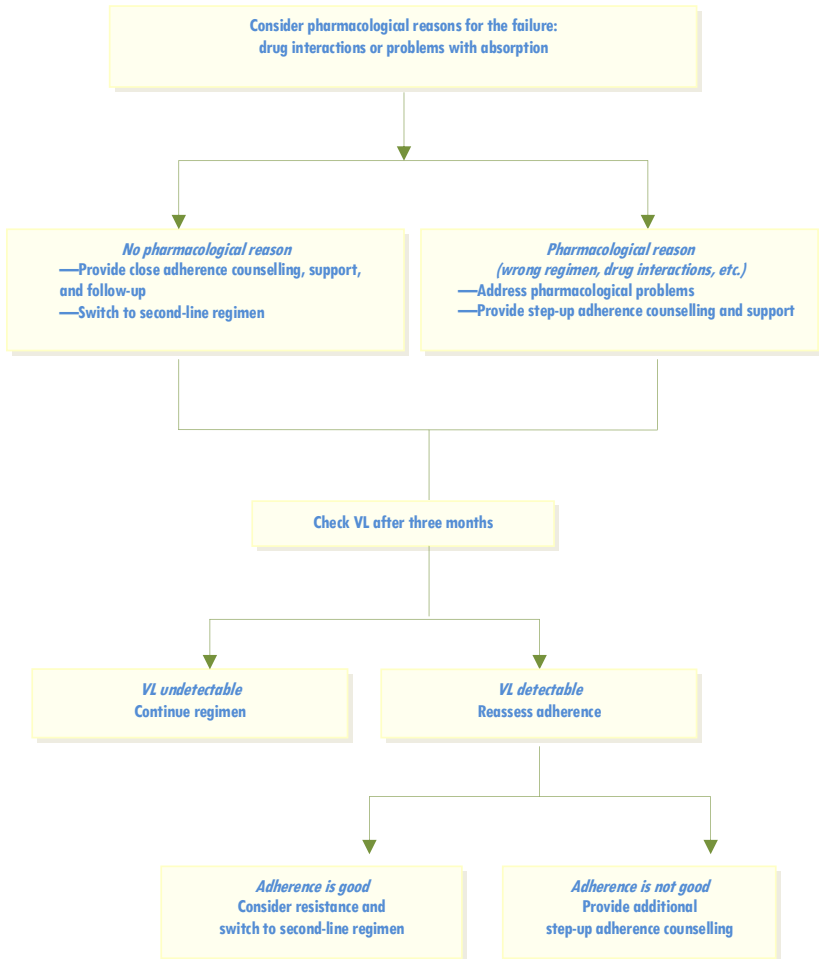 Consider pharmacological reasons for the failure:
drug interactions or problems with absorption
No pharmacological reason
—Provide close adherence counselling, support,
and follow-up
—Switch to second-line regimen
Pharmacological reason
(wrong regimen, drug interactions, etc.)
—Address pharmacological problems
—Provide step-up adherence counselling and support
Check VL after three months
VL undetectable
Continue regimen
VL detectable
Reassess adherence
Adherence is good
Consider resistance and
switch to second-line regimen
Adherence is not good
Provide additional
step-up adherence counselling